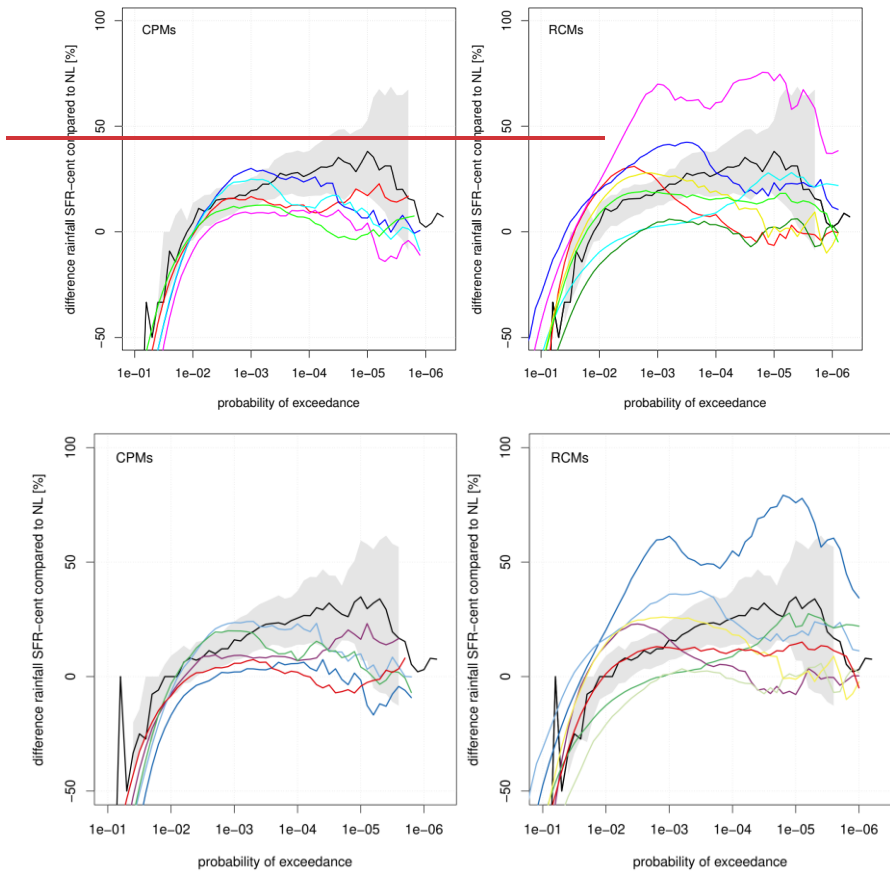 CPMs
RCMs
difference rainfall SFR−cent compared to NL [%]
100
50
0
−50
1e−01 1e−02 1e−03 1e−04 1e−05 1e−06
probability of exceedance
difference rainfall SFR−cent compared to NL [%]
100
50
0
−50
1e−01 1e−02 1e−03 1e−04 1e−05 1e−06
probability of exceedance
CPMs
RCMs
difference rainfall SFR−cent compared to NL [%]
100
50
0
−50
1e−01 1e−02 1e−03 1e−04 1e−05 1e−06
probability of exceedance
difference rainfall SFR−cent compared to NL [%]
100
50
0
−50
1e−01 1e−02 1e−03 1e−04 1e−05 1e−06
probability of exceedance